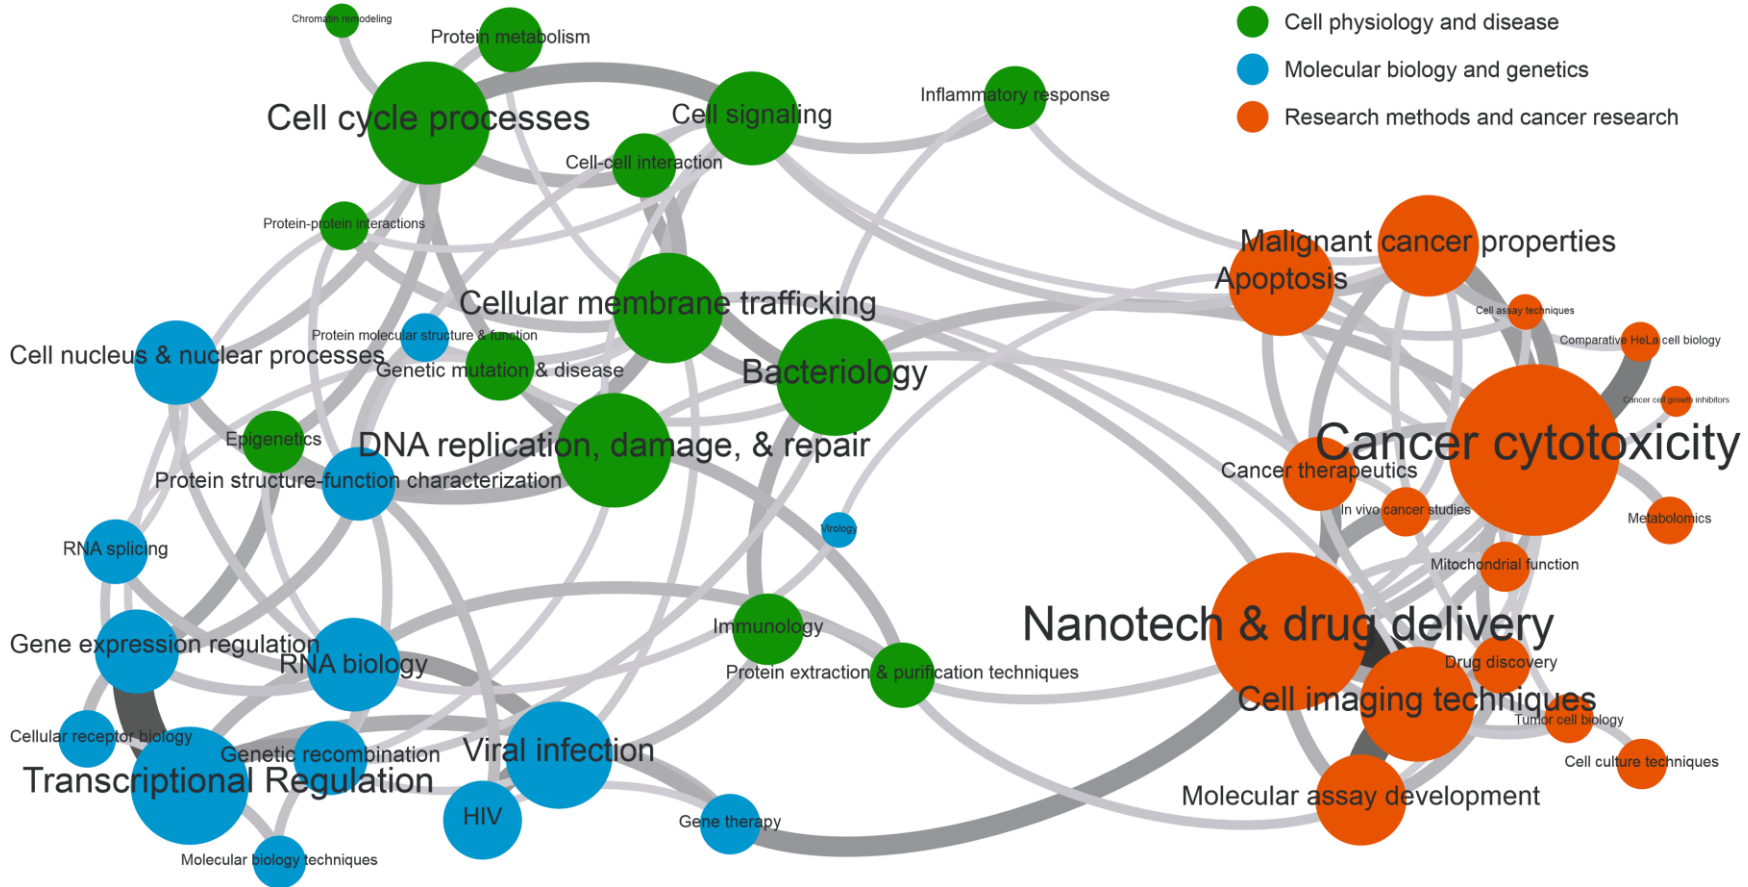 Chromatin remodeling
Protein metabolism
Cell physiology and disease
Molecular biology and genetics
Research methods and cancer research
Cell cycle processes
Cell signaling
Inflammatory response
Cell-cell interaction
Protein-protein interactions
Malignant cancer properties
Apoptosis
Cellular membrane trafficking
Cell assay techniques
Protein molecular structure & function
Comparative HeLa cell biology
Cell nucleus & nuclear processes
Genetic mutation & disease
Bacteriology
Cancer cell growth inhibitors
Epigenetics
DNA replication, damage, & repair
Cancer cytotoxicity
Protein structure-function characterization
Cancer therapeutics
In vivo cancer studies
Metabolomics
Virology
RNA splicing
Mitochondrial function
Immunology
Nanotech & drug delivery
Gene expression regulation
RNA biology
Protein extraction & purification techniques
Drug discovery
Cell imaging techniques
Tumor cell biology
Cellular receptor biology
Genetic recombination
Viral infection
Cell culture techniques
Transcriptional Regulation
Molecular assay development
HIV
Gene therapy
Molecular biology techniques